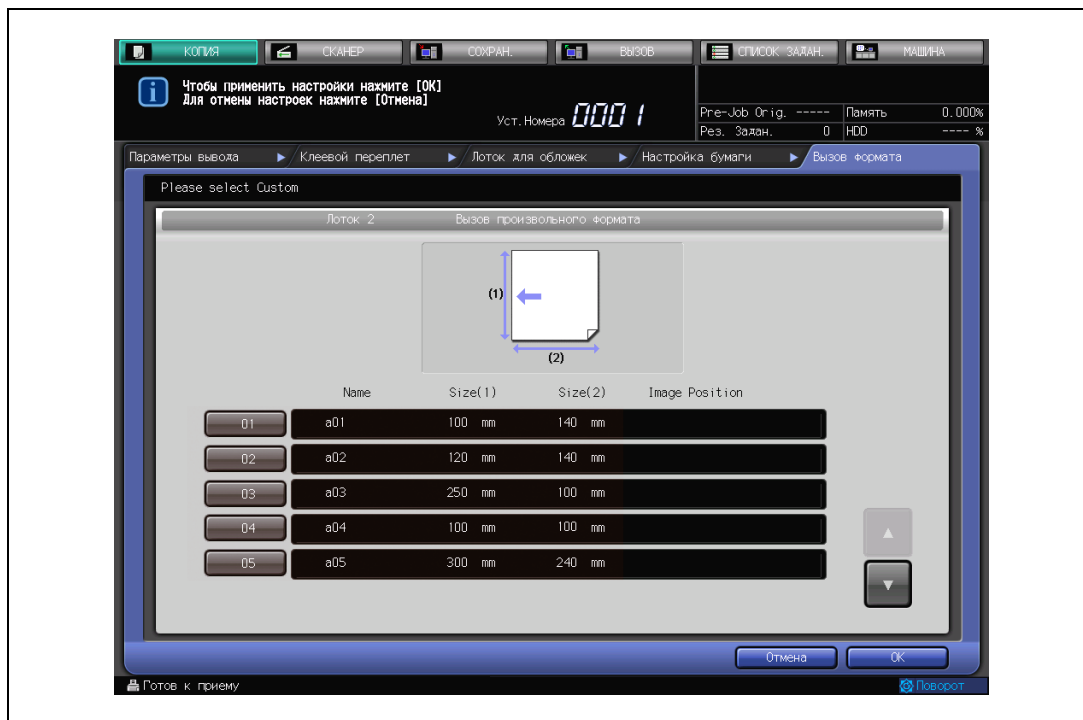 КОПИЯ СКАНЕР СОХРАН. ВЫЗОВ СПИСОК ЗАДАН. МАШИНА
Чтобы применить настройки нажмите [OK]
Для отмены настроек нажмите [Отмена]
Уст.Номера 0001
Pre-Job Orig. ----- Память 0.000%
Рез. Задан. 0 HDD ---- %
Параметры вывода Клеевой переплет Лоток для обложек Настройка бумаги Вызов формата
Please select Custom
Лоток 2 Вызов произвольного формата
(1)
(2)
Name Size(1) Size(2) Image Position
01 a01 100 mm 140 mm
02 a02 120 mm 140 mm
03 a03 250 mm 100 mm
04 a04 100 mm 100 mm
05 a05 300 mm 240 mm
Отмена OK
Готов к приему Поворот